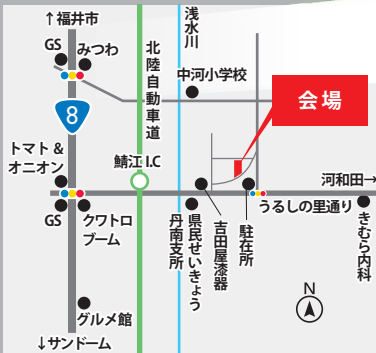 ↑福井市
GS
みつわ
北陸自動車道
浅水川
中河小学校
会場
8
トマト＆
オニオン
鯖江I.C
河和田→
うるしの里通り
GS
クワトロ
ブーム
丹南支所
県民せいきょう
吉田屋漆器
駐在所
きむら内科
グルメ館
N
↓サンドーム